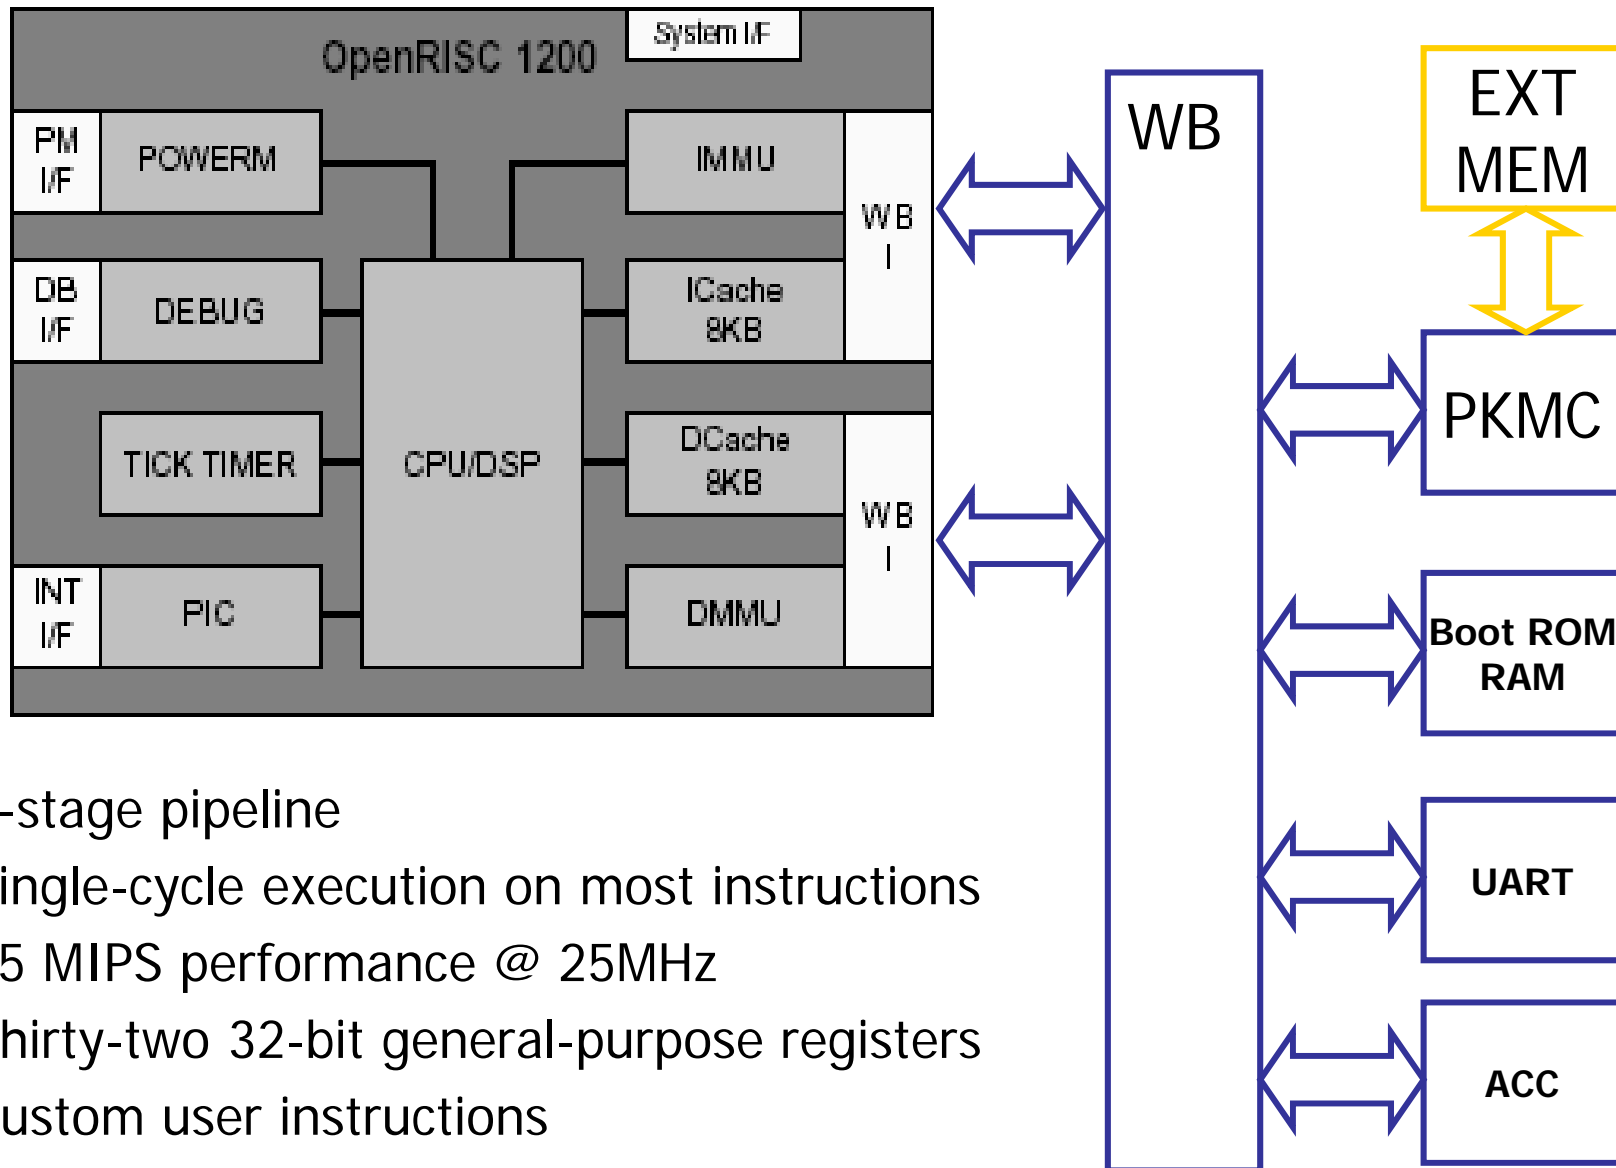 OpenRISC 1200
System I/F
PM
I/F
POWERM
IMMU
WB
I
DB
I/F
DEBUG
ICache
8KB
TICK TIMER
CPU/DSP
DCache
8KB
WB
I
INT
I/F
PIC
DMMU
WB
EXT
MEM
PKMC
Boot ROM
RAM
UART
ACC
-stage pipeline
ingle-cycle execution on most instructions
5 MIPS performance @ 25MHz
hirty-two 32-bit general-purpose registers
ustom user instructions